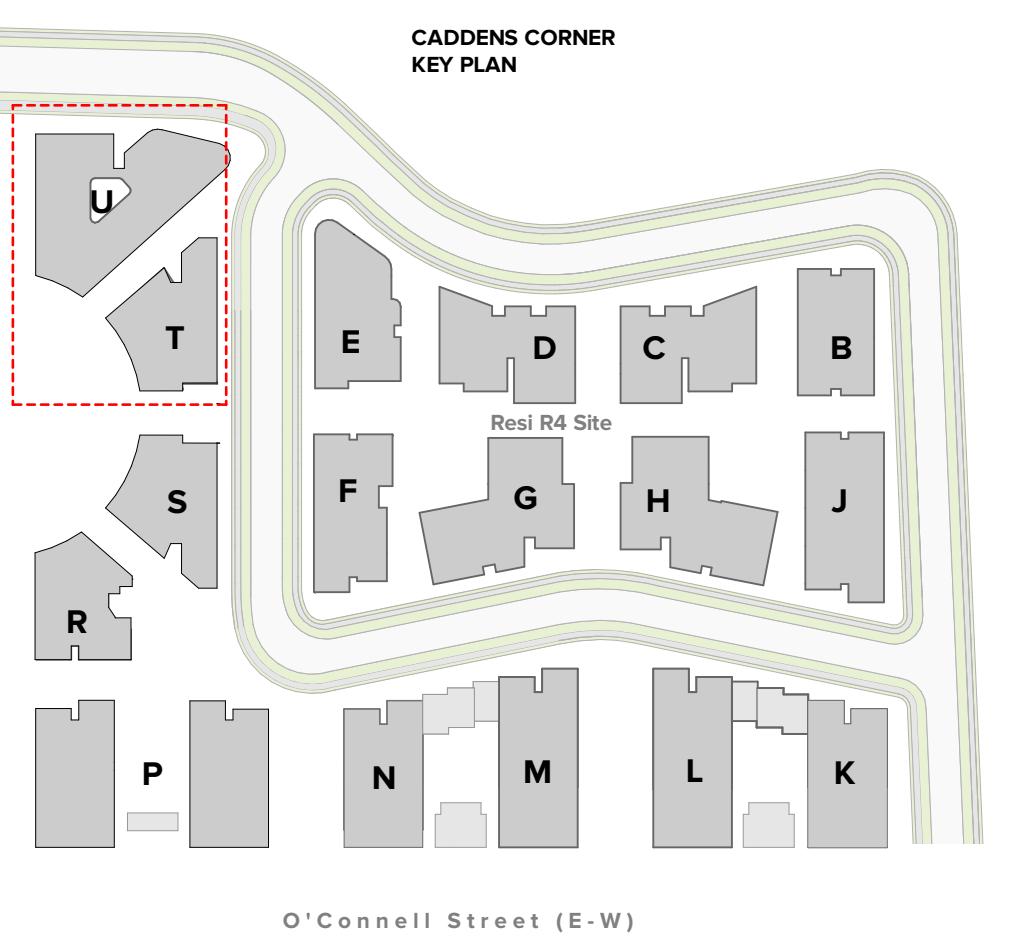 CADDENS CORNER
KEY PLAN
U
T
E
D
C
B
Resi R4 Site
S
F
G
H
J
R
P
N
M
L
K
O'Connell Street (E-W)